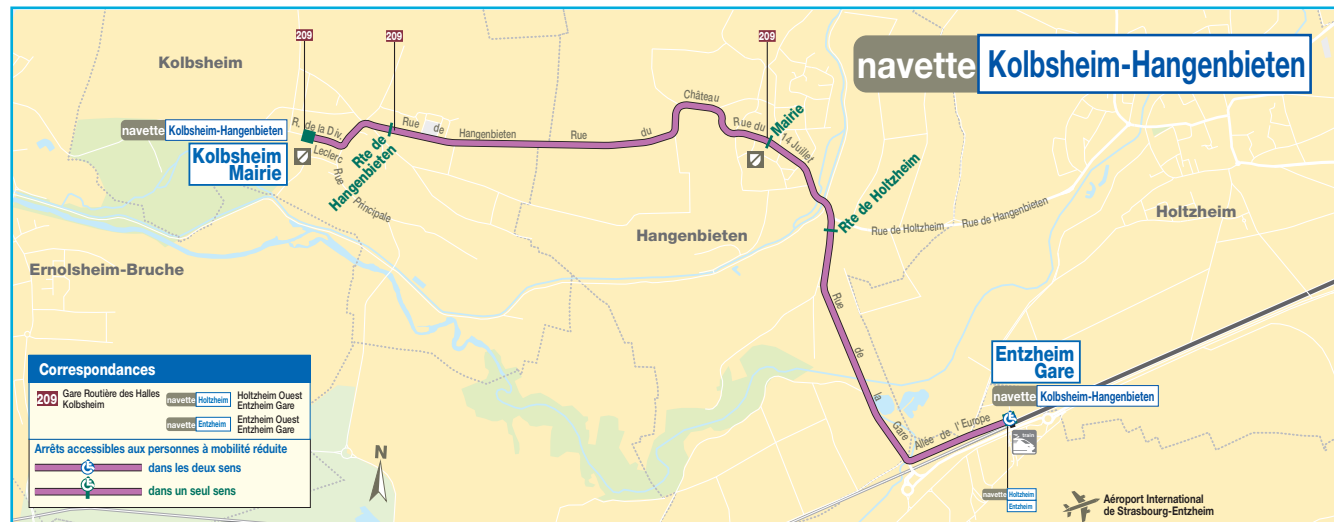 navette Kolbsheim-Hangenbieten
209
209
209
Kolbsheim
navette Kolbsheim-Hangenbieten
Kolbsheim
Mairie
R. de la Div.
Leclerc
Rue
Principale
Rte de
Hangenbieten
Rue de Hangenbieten
Rue du Château
Rue du 14 Juillet
Mairie
Rte de Holtzheim
Rue de Holtzheim
Rue de Hangenbieten
Holtzheim
Hangenbieten
Ernolsheim-Bruche
Rue de la Gare
Allée de l'Europe
Entzheim
Gare
navette Kolbsheim-Hangenbieten
train
navette Holtzheim
Entzheim
Aéroport International
de Strasbourg-Entzheim
N
Correspondances
209 Gare Routière des Halles
Kolbsheim
navette Holtzheim Holtzheim Ouest
Entzheim Gare
navette Entzheim Entzheim Ouest
Entzheim Gare
Arrêts accessibles aux personnes à mobilité réduite
dans les deux sens
dans un seul sens